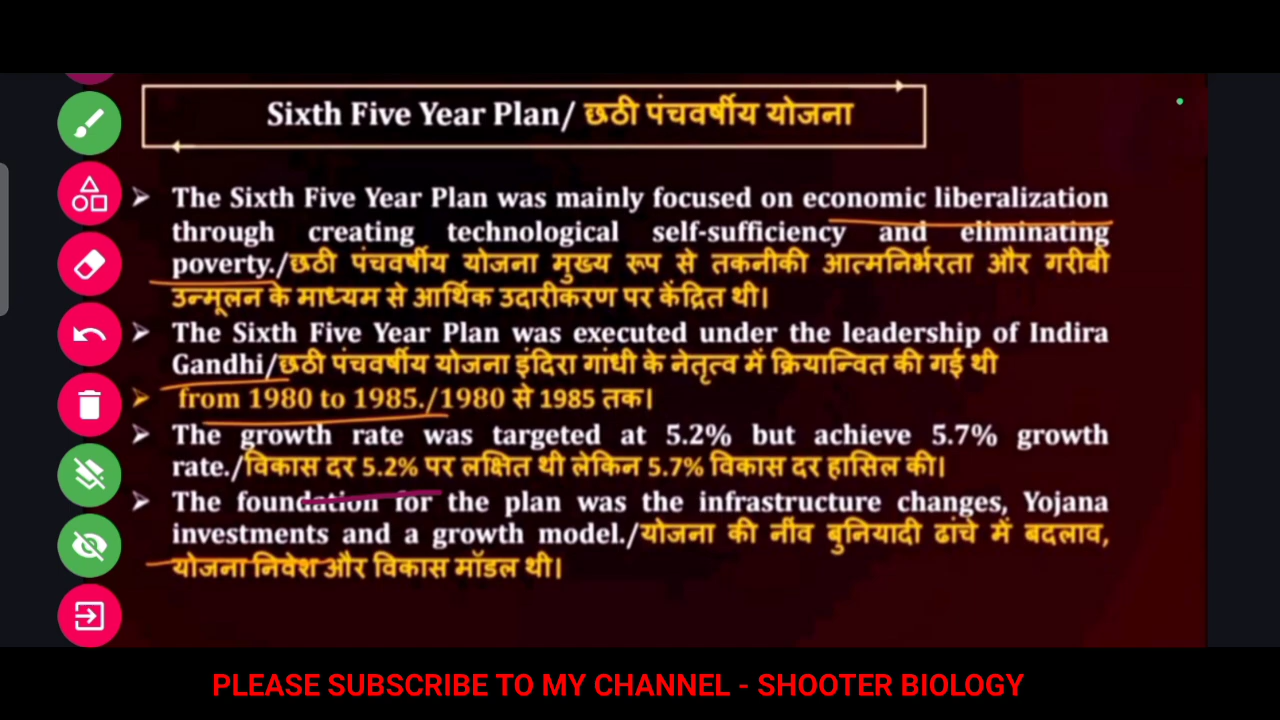 Sixth Five Year Plan/ छठी पंचवर्षीय योजना
➢ The Sixth Five Year Plan was mainly focused on economic liberalization
through creating technological self-sufficiency and eliminating
poverty./छठी पंचवर्षीय योजना मुख्य रूप से तकनीकी आत्मनिर्भरता और गरीबी
उन्मूलन के माध्यम से आर्थिक उदारीकरण पर केंद्रित थी।
➢ The Sixth Five Year Plan was executed under the leadership of Indira
Gandhi/छठी पंचवर्षीय योजना इंदिरा गांधी के नेतृत्व में क्रियान्वित की गई थी
➢ from 1980 to 1985./1980 से 1985 तक।
➢ The growth rate was targeted at 5.2% but achieve 5.7% growth
rate./विकास दर 5.2% पर लक्षित थी लेकिन 5.7% विकास दर हासिल की।
➢ The foundation for the plan was the infrastructure changes, Yojana
investments and a growth model./योजना की नींव बुनियादी ढांचे में बदलाव,
योजना निवेश और विकास मॉडल थी।
PLEASE SUBSCRIBE TO MY CHANNEL - SHOOTER BIOLOGY